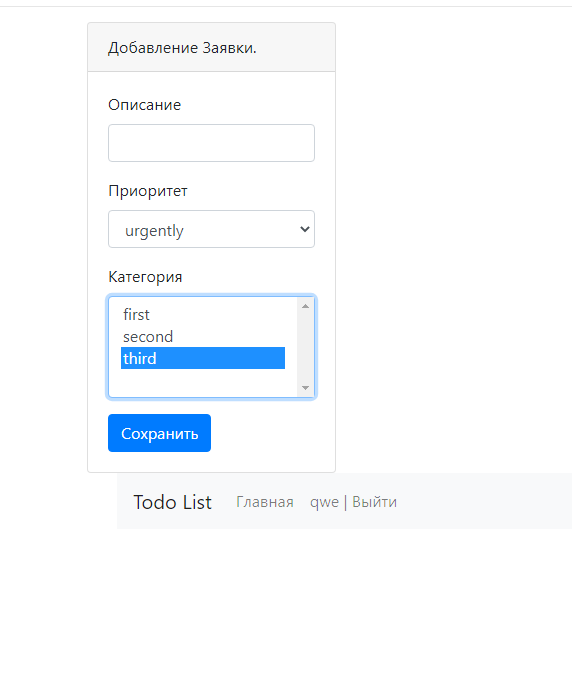 Добавление Заявки.
Описание
Приоритет
urgently
Категория
first
second
third
Сохранить
Todo List Главная qwe | Выйти